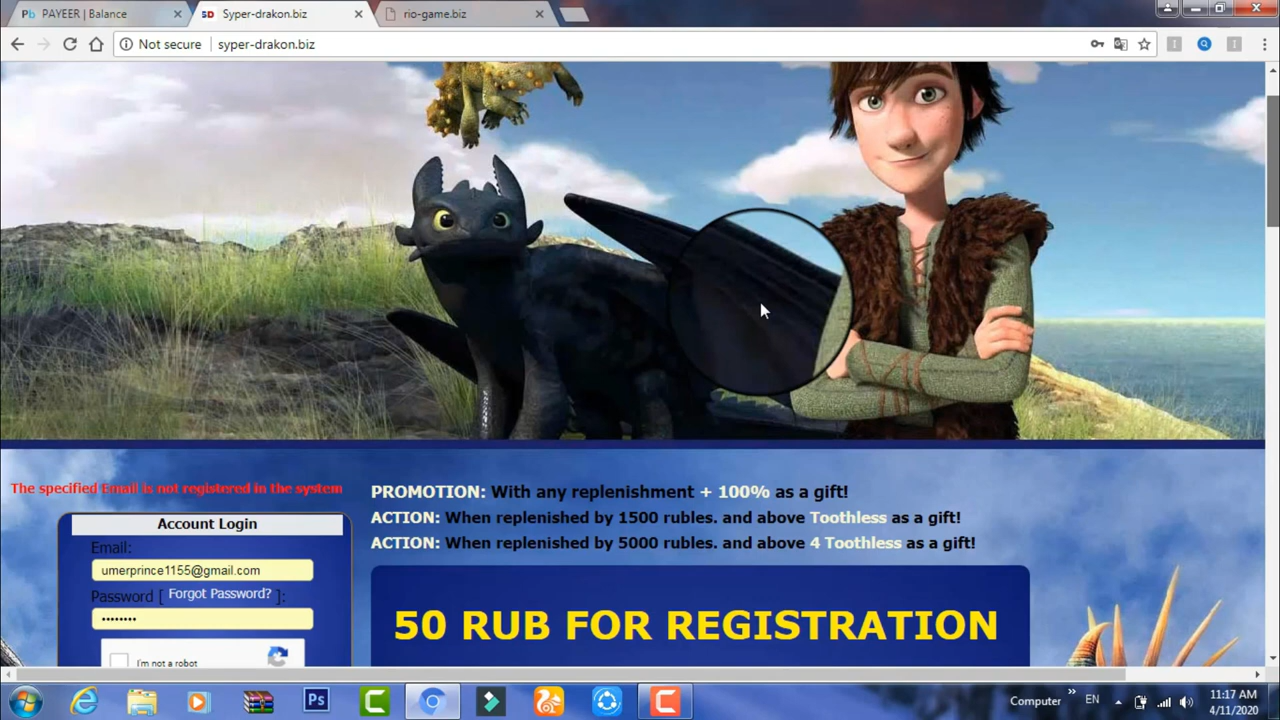 PAYEER | Balance
Syper-drakon.biz
rio-game.biz
Not secure
syper-drakon.biz
The specified Email is not registered in the system
Account Login
Email:
umerprince1155@gmail.com
Password [ Forgot Password? ]:
I'm not a robot
PROMOTION: With any replenishment + 100% as a gift!
ACTION: When replenished by 1500 rubles. and above Toothless as a gift!
ACTION: When replenished by 5000 rubles. and above 4 Toothless as a gift!
50 RUB FOR REGISTRATION
Ps
Computer
EN
11:17 AM
4/11/2020